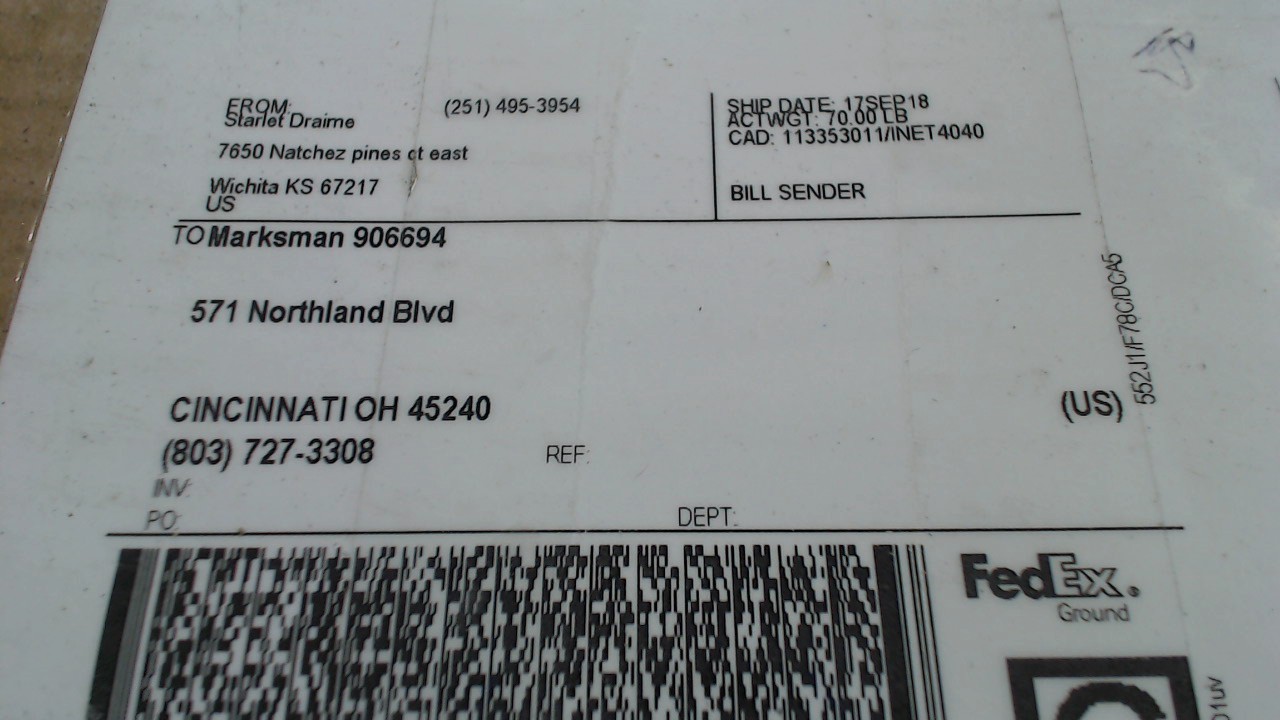 FROM:
Starlet Draime
(251) 495-3954
7650 Natchez pines ct east
Wichita KS 67217
US
SHIP DATE: 17SEP18
ACTWGT: 70.00 LB
CAD: 113353011/INET4040
BILL SENDER
TO Marksman 906694
571 Northland Blvd
CINCINNATI OH 45240
(US)
(803) 727-3308
REF:
INV:
PO:
DEPT:
552J1/F78C/DCA5
FedEx®
Ground